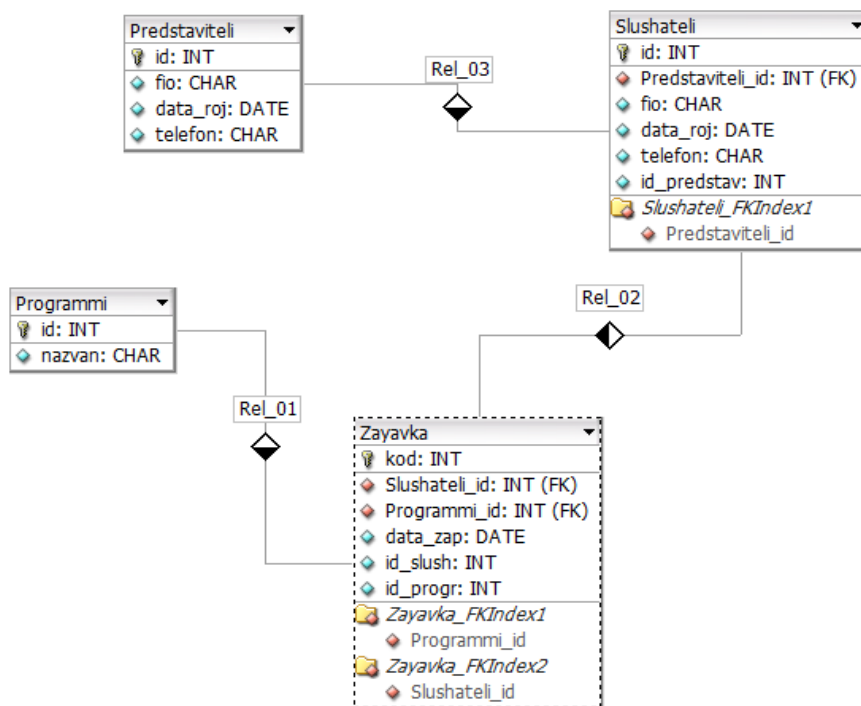 Predstaviteli
id: INT
fio: CHAR
data_roj: DATE
telefon: CHAR
Rel_03
Slushateli
id: INT
Predstaviteli_id: INT (FK)
fio: CHAR
data_roj: DATE
telefon: CHAR
id_predstav: INT
Slushateli_FKIndex1
Predstaviteli_id
Rel_02
Programmi
id: INT
nazvan: CHAR
Rel_01
Zayavka
kod: INT
Slushateli_id: INT (FK)
Programmi_id: INT (FK)
data_zap: DATE
id_slush: INT
id_progr: INT
Zayavka_FKIndex1
Programmi_id
Zayavka_FKIndex2
Slushateli_id